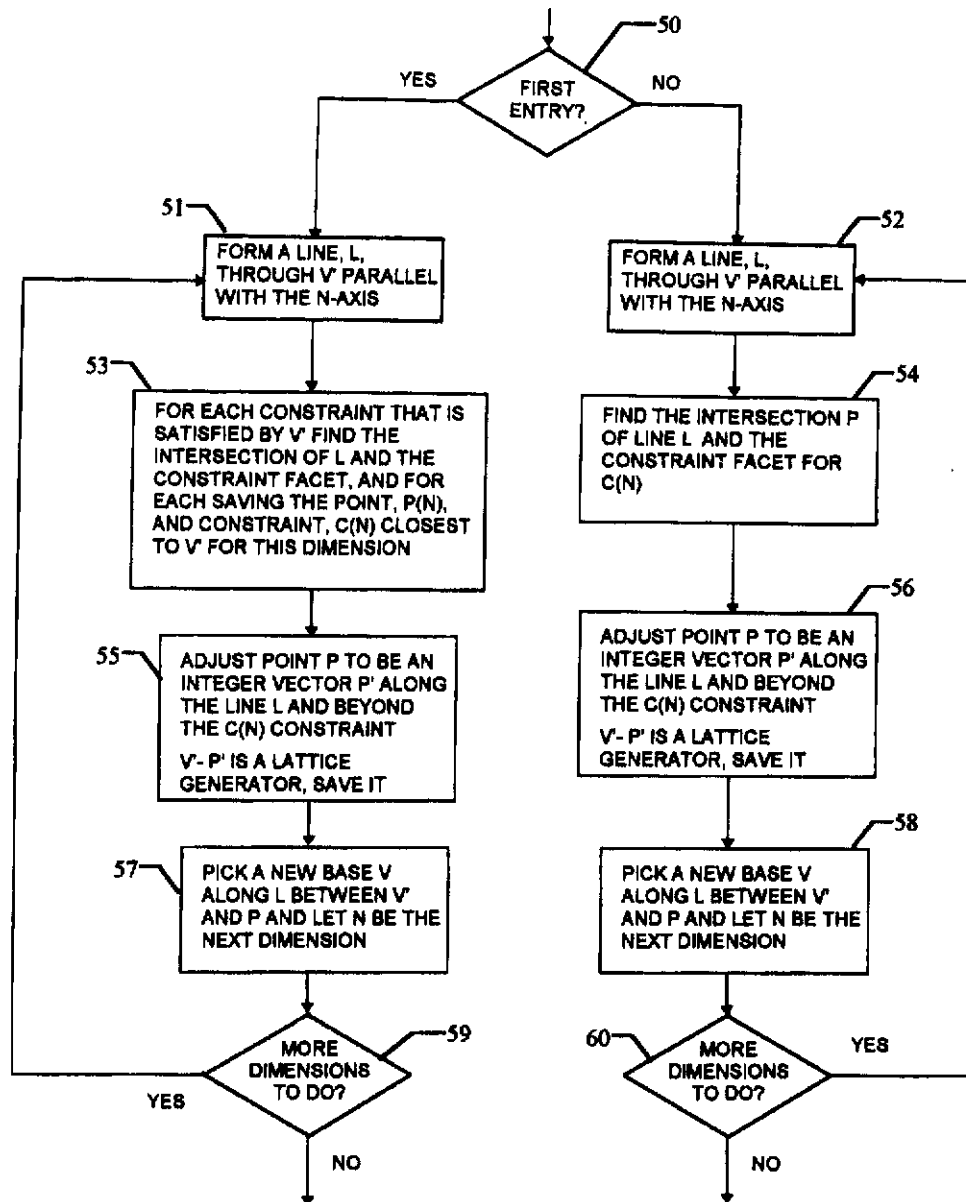 50
YES
FIRST
ENTRY?
NO
51
FORM A LINE, L,
THROUGH V' PARALLEL
WITH THE N-AXIS
52
FORM A LINE, L,
THROUGH V' PARALLEL
WITH THE N-AXIS
53
FOR EACH CONSTRAINT THAT IS
SATISFIED BY V' FIND THE
INTERSECTION OF L AND THE
CONSTRAINT FACET, AND FOR
EACH SAVING THE POINT, P(N),
AND CONSTRAINT, C(N) CLOSEST
TO V' FOR THIS DIMENSION
54
FIND THE INTERSECTION P
OF LINE L AND THE
CONSTRAINT FACET FOR
C(N)
55
ADJUST POINT P TO BE AN
INTEGER VECTOR P' ALONG
THE LINE L AND BEYOND
THE C(N) CONSTRAINT
V'- P' IS A LATTICE
GENERATOR, SAVE IT
56
ADJUST POINT P TO BE AN
INTEGER VECTOR P' ALONG
THE LINE L AND BEYOND
THE C(N) CONSTRAINT
V'- P' IS A LATTICE
GENERATOR, SAVE IT
57
PICK A NEW BASE V
ALONG L BETWEEN V'
AND P AND LET N BE THE
NEXT DIMENSION
58
PICK A NEW BASE V
ALONG L BETWEEN V'
AND P AND LET N BE THE
NEXT DIMENSION
59
MORE
DIMENSIONS
TO DO?
YES
NO
60
MORE
DIMENSIONS
TO DO?
YES
NO